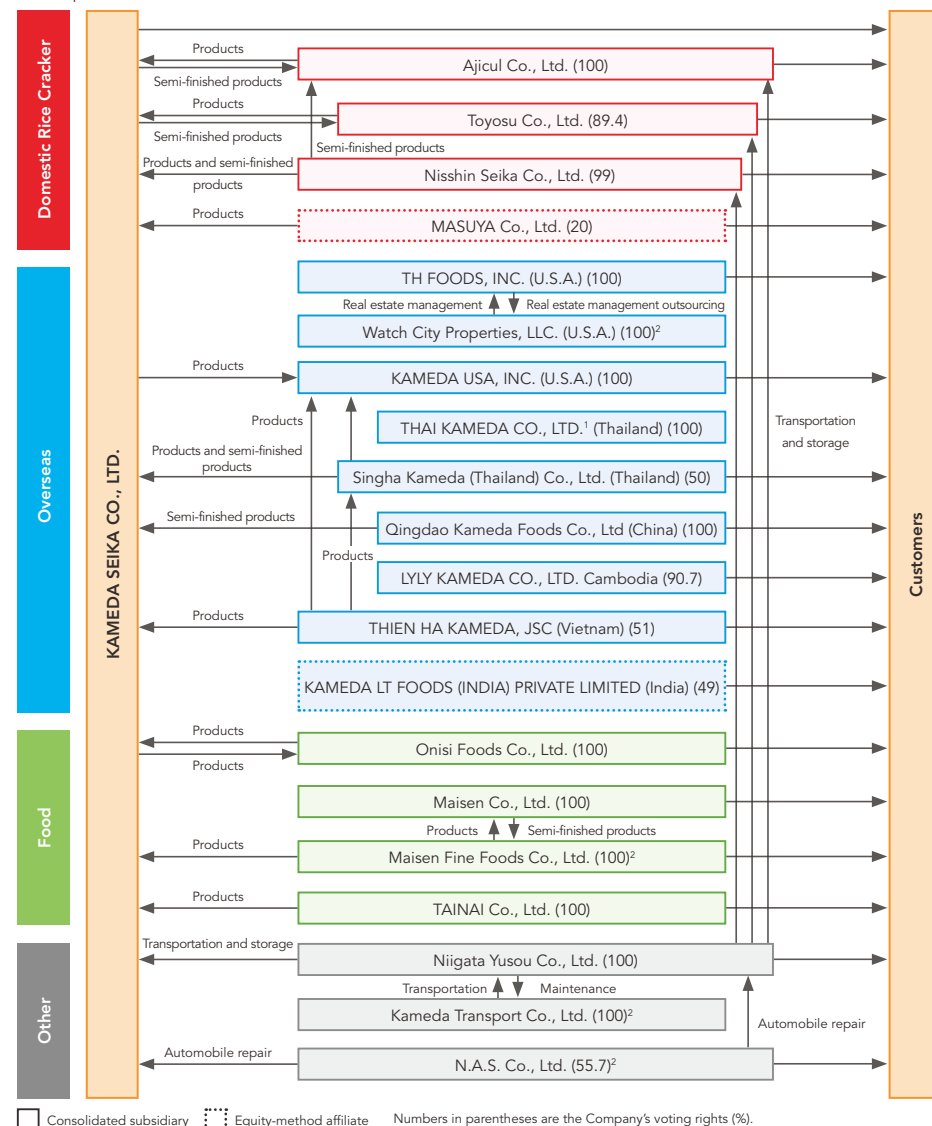 Domestic Rice Cracker
Overseas
Food
Other
KAMEDA SEIKA CO., LTD.
Customers
Products
Ajicul Co., Ltd. (100)
Semi-finished products
Products
Toyosu Co., Ltd. (89.4)
Semi-finished products
Semi-finished products
Products and semi-finished
products
Nisshin Seika Co., Ltd. (99)
Products
MASUYA Co., Ltd. (20)
TH FOODS, INC. (U.S.A.) (100)
Real estate management
Real estate management outsourcing
Watch City Properties, LLC. (U.S.A.) (100)²
Products
KAMEDA USA, INC. (U.S.A.) (100)
Products
THAI KAMEDA CO., LTD.¹ (Thailand) (100)
Transportation
and storage
Products and semi-finished
products
Singha Kameda (Thailand) Co., Ltd. (Thailand) (50)
Semi-finished products
Qingdao Kameda Foods Co., Ltd (China) (100)
Products
LYLY KAMEDA CO., LTD. Cambodia (90.7)
Products
THIEN HA KAMEDA, JSC (Vietnam) (51)
KAMEDA LT FOODS (INDIA) PRIVATE LIMITED (India) (49)
Products
Onisi Foods Co., Ltd. (100)
Products
Maisen Co., Ltd. (100)
Products
Semi-finished products
Products
Maisen Fine Foods Co., Ltd. (100)²
Products
TAINAI Co., Ltd. (100)
Transportation and storage
Niigata Yusou Co., Ltd. (100)
Transportation
Maintenance
Kameda Transport Co., Ltd. (100)²
Automobile repair
Automobile repair
N.A.S. Co., Ltd. (55.7)²
Consolidated subsidiary
Equity-method affiliate
Numbers in parentheses are the Company's voting rights (%).